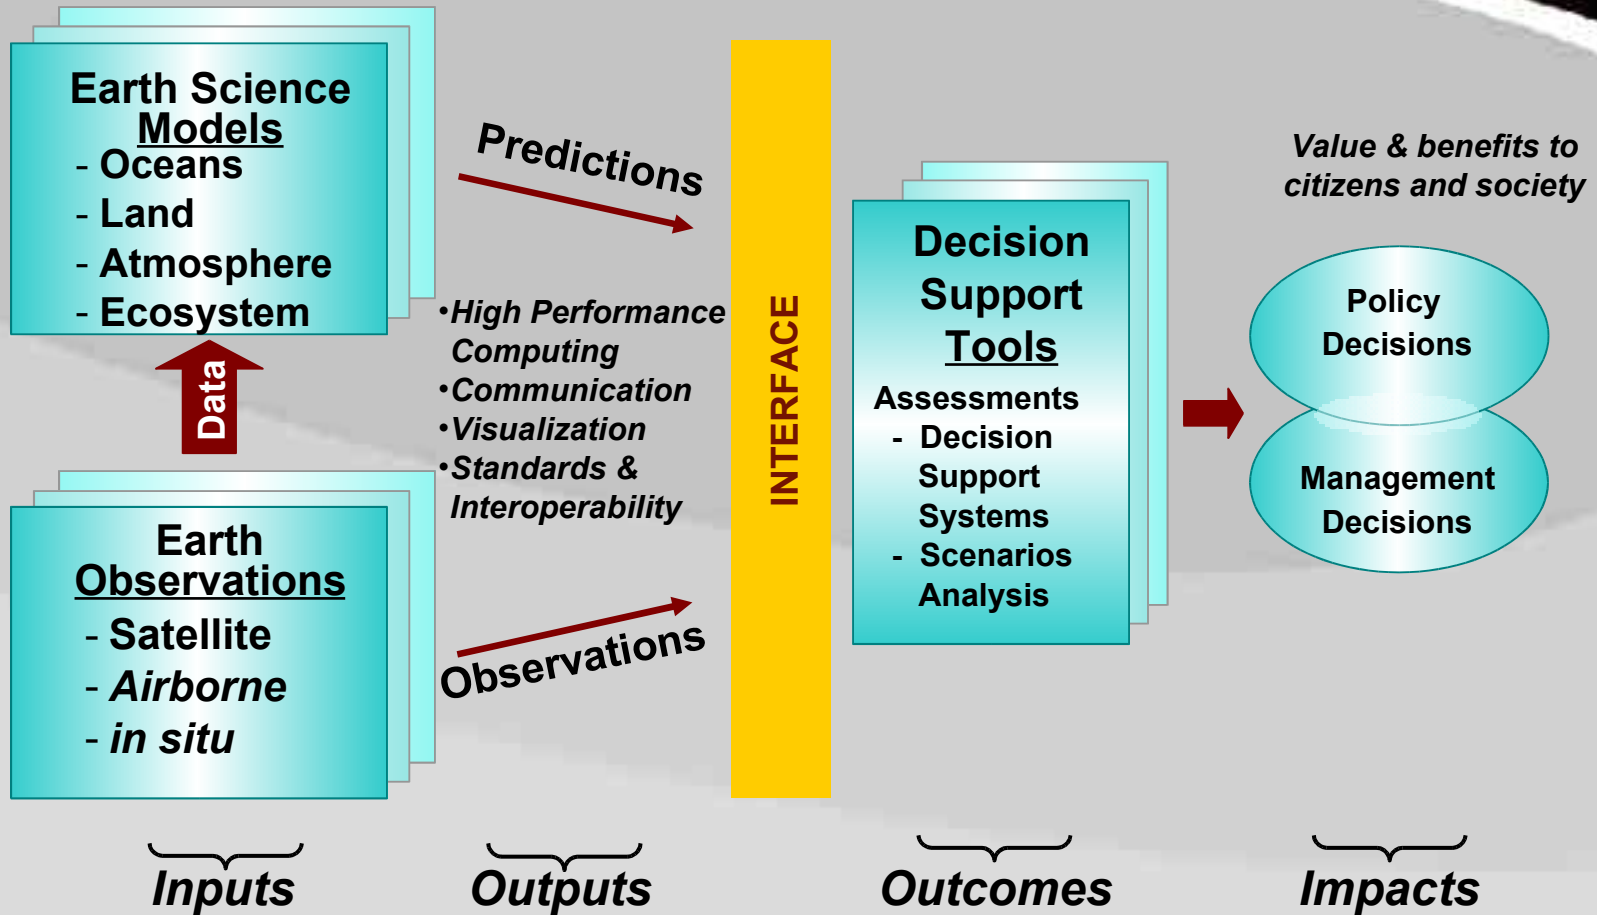 Earth Science
Models
- Oceans
- Land
- Atmosphere
- Ecosystem
Data
Earth
Observations
- Satellite
- Airborne
- in situ
Predictions
•High Performance
Computing
•Communication
•Visualization
•Standards &
Interoperability
Observations
INTERFACE
Decision
Support
Tools
Assessments
- Decision
Support
Systems
- Scenarios
Analysis
Value & benefits to
citizens and society
Policy
Decisions
Management
Decisions
Inputs
Outputs
Outcomes
Impacts